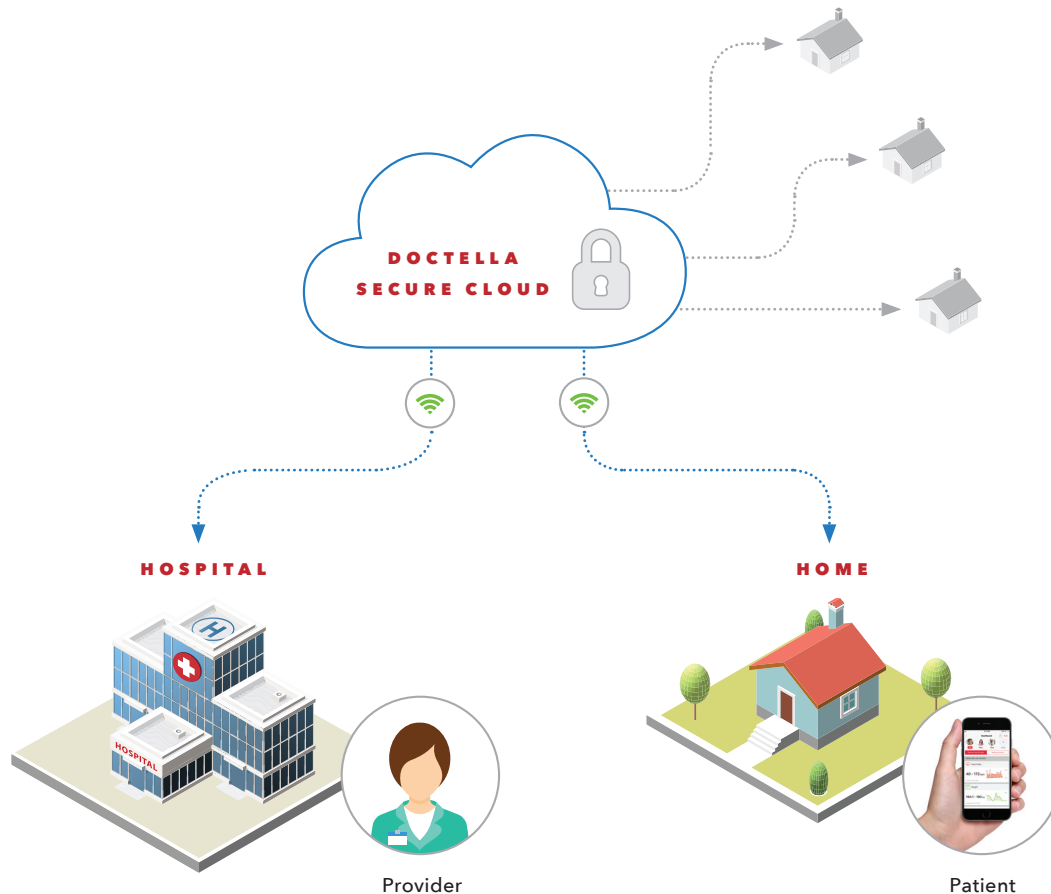 DOCTELLA
SECURE CLOUD
HOSPITAL
HOME
H
HOSPITAL
Provider
Patient